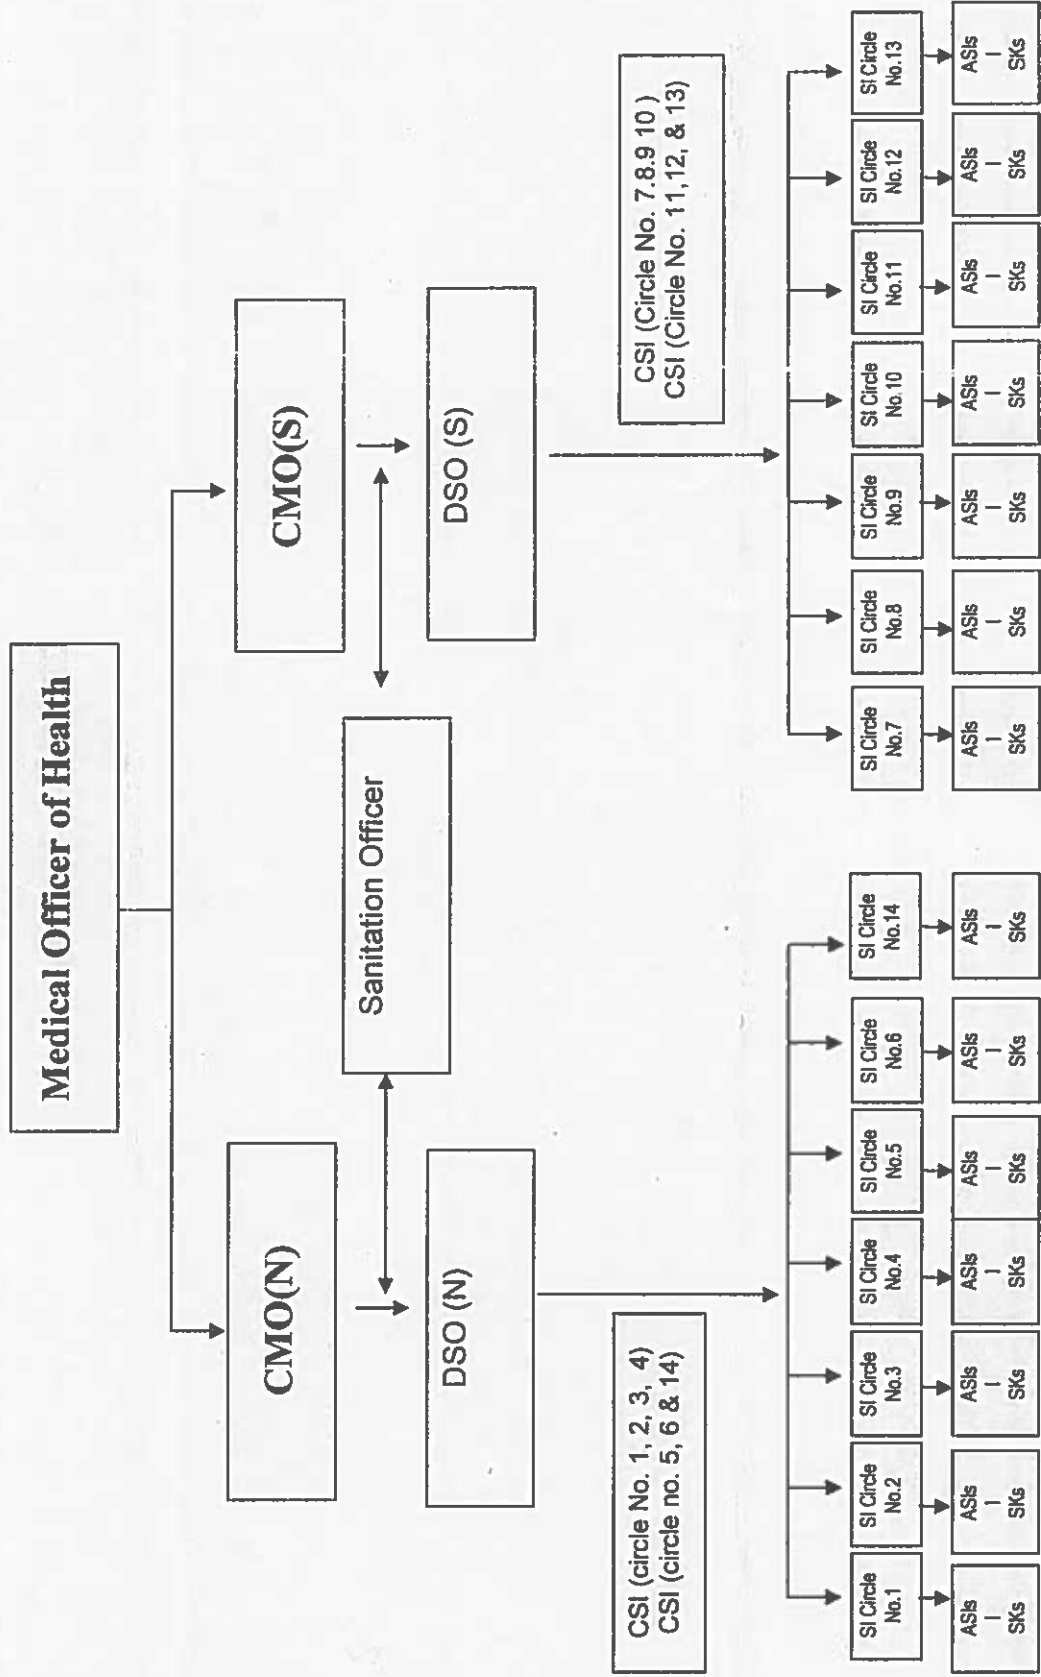 Medical Officer of Health
CMO(N)
CMO(S)
Sanitation Officer
DSO (N)
DSO (S)
CSI (circle No. 1, 2, 3, 4)
CSI (circle no. 5, 6 & 14)
CSI (Circle No. 7.8.9 10 )
CSI (Circle No. 11,12, & 13)
SI Circle
No.1
SI Circle
No.2
SI Circle
No.3
SI Circle
No.4
SI Circle
No.5
SI Circle
No.6
SI Circle
No.14
SI Circle
No.7
SI Circle
No.8
SI Circle
No.9
SI Circle
No.10
SI Circle
No.11
SI Circle
No.12
SI Circle
No.13
ASIs
SKs
ASIs
SKs
ASIs
SKs
ASIs
SKs
ASIs
SKs
ASIs
SKs
ASIs
SKs
ASIs
SKs
ASIs
SKs
ASIs
SKs
ASIs
SKs
ASIs
SKs
ASIs
SKs
ASIs
SKs